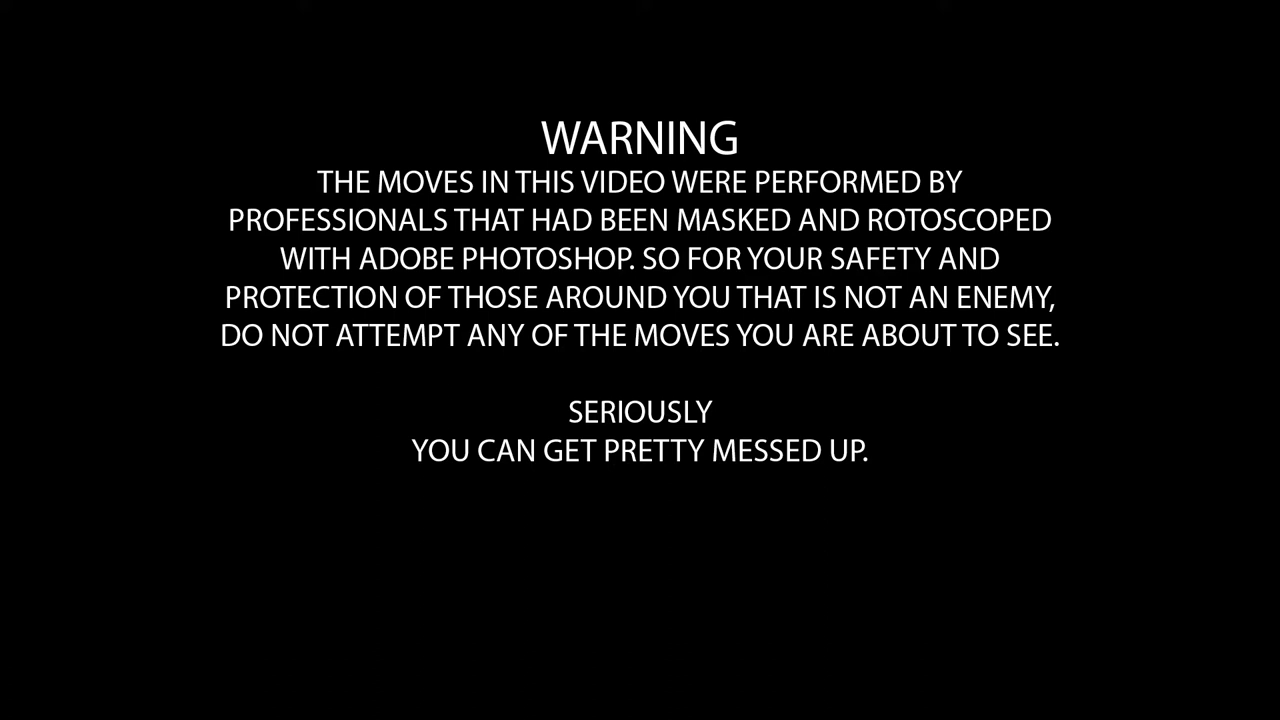 WARNING
THE MOVES IN THIS VIDEO WERE PERFORMED BY
PROFESSIONALS THAT HAD BEEN MASKED AND ROTOSCOPED
WITH ADOBE PHOTOSHOP. SO FOR YOUR SAFETY AND
PROTECTION OF THOSE AROUND YOU THAT IS NOT AN ENEMY,
DO NOT ATTEMPT ANY OF THE MOVES YOU ARE ABOUT TO SEE.
SERIOUSLY
YOU CAN GET PRETTY MESSED UP.